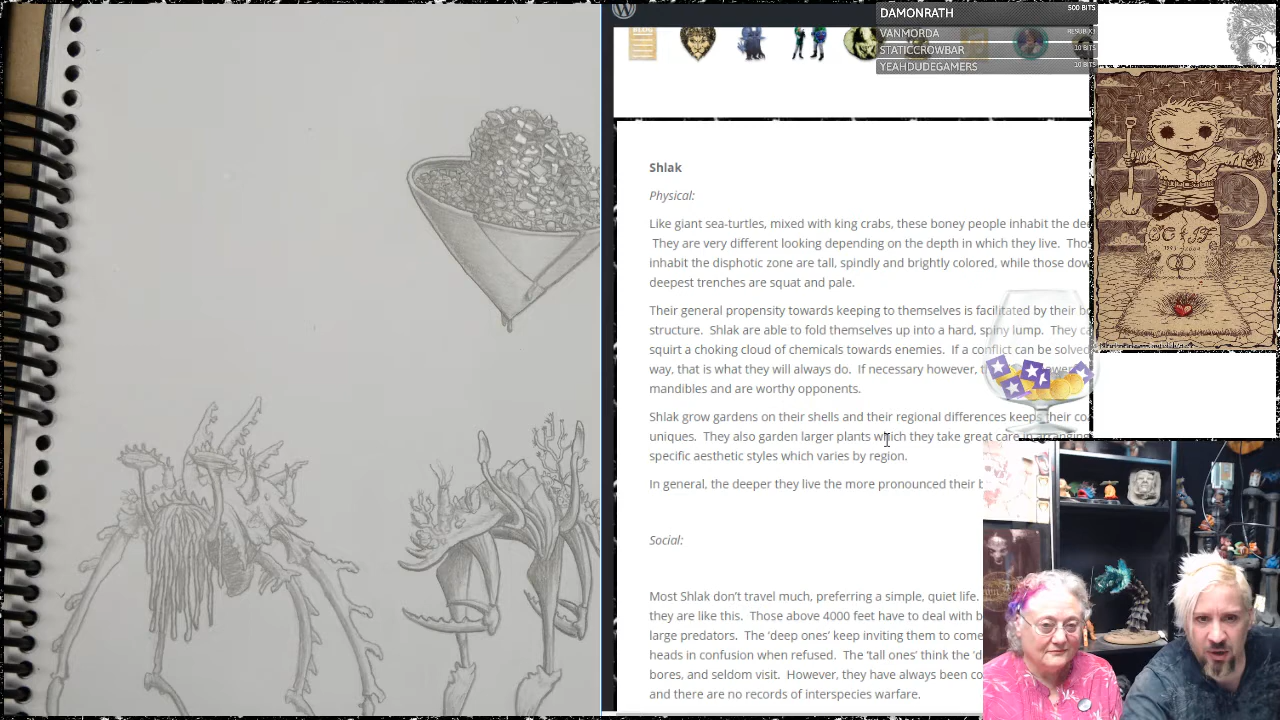 DAMONRATH
500 BITS
VANMORDA
STATICCROWBAR
10 BITS
YEAHDUDEGAMERS
10 BITS
BLOG
Shlak
Physical:
Like giant sea-turtles, mixed with king crabs, these boney people inhabit the
They are very different looking depending on the depth in which they live.
inhabit the disphotic zone are tall, spindly and brightly colored, while those
deepest trenches are squat and pale.
Their general propensity towards keeping to themselves is facilitated by their
structure. Shlak are able to fold themselves up into a hard, spiny lump. They
squirt a choking cloud of chemicals towards enemies. If a conflict can be solved
way, that is what they will always do. If necessary however,
mandibles and are worthy opponents.
Shlak grow gardens on their shells and their regional differences keeps their
uniques. They also garden larger plants which they take great care in arranging
specific aesthetic styles which varies by region.
In general, the deeper they live the more pronounced their
Social:
Most Shlak don't travel much, preferring a simple, quiet life.
they are like this. Those above 4000 feet have to deal with
large predators. The 'deep ones' keep inviting them to come
heads in confusion when refused. The 'tall ones' think the
bores, and seldom visit. However, they have always been
and there are no records of interspecies warfare.